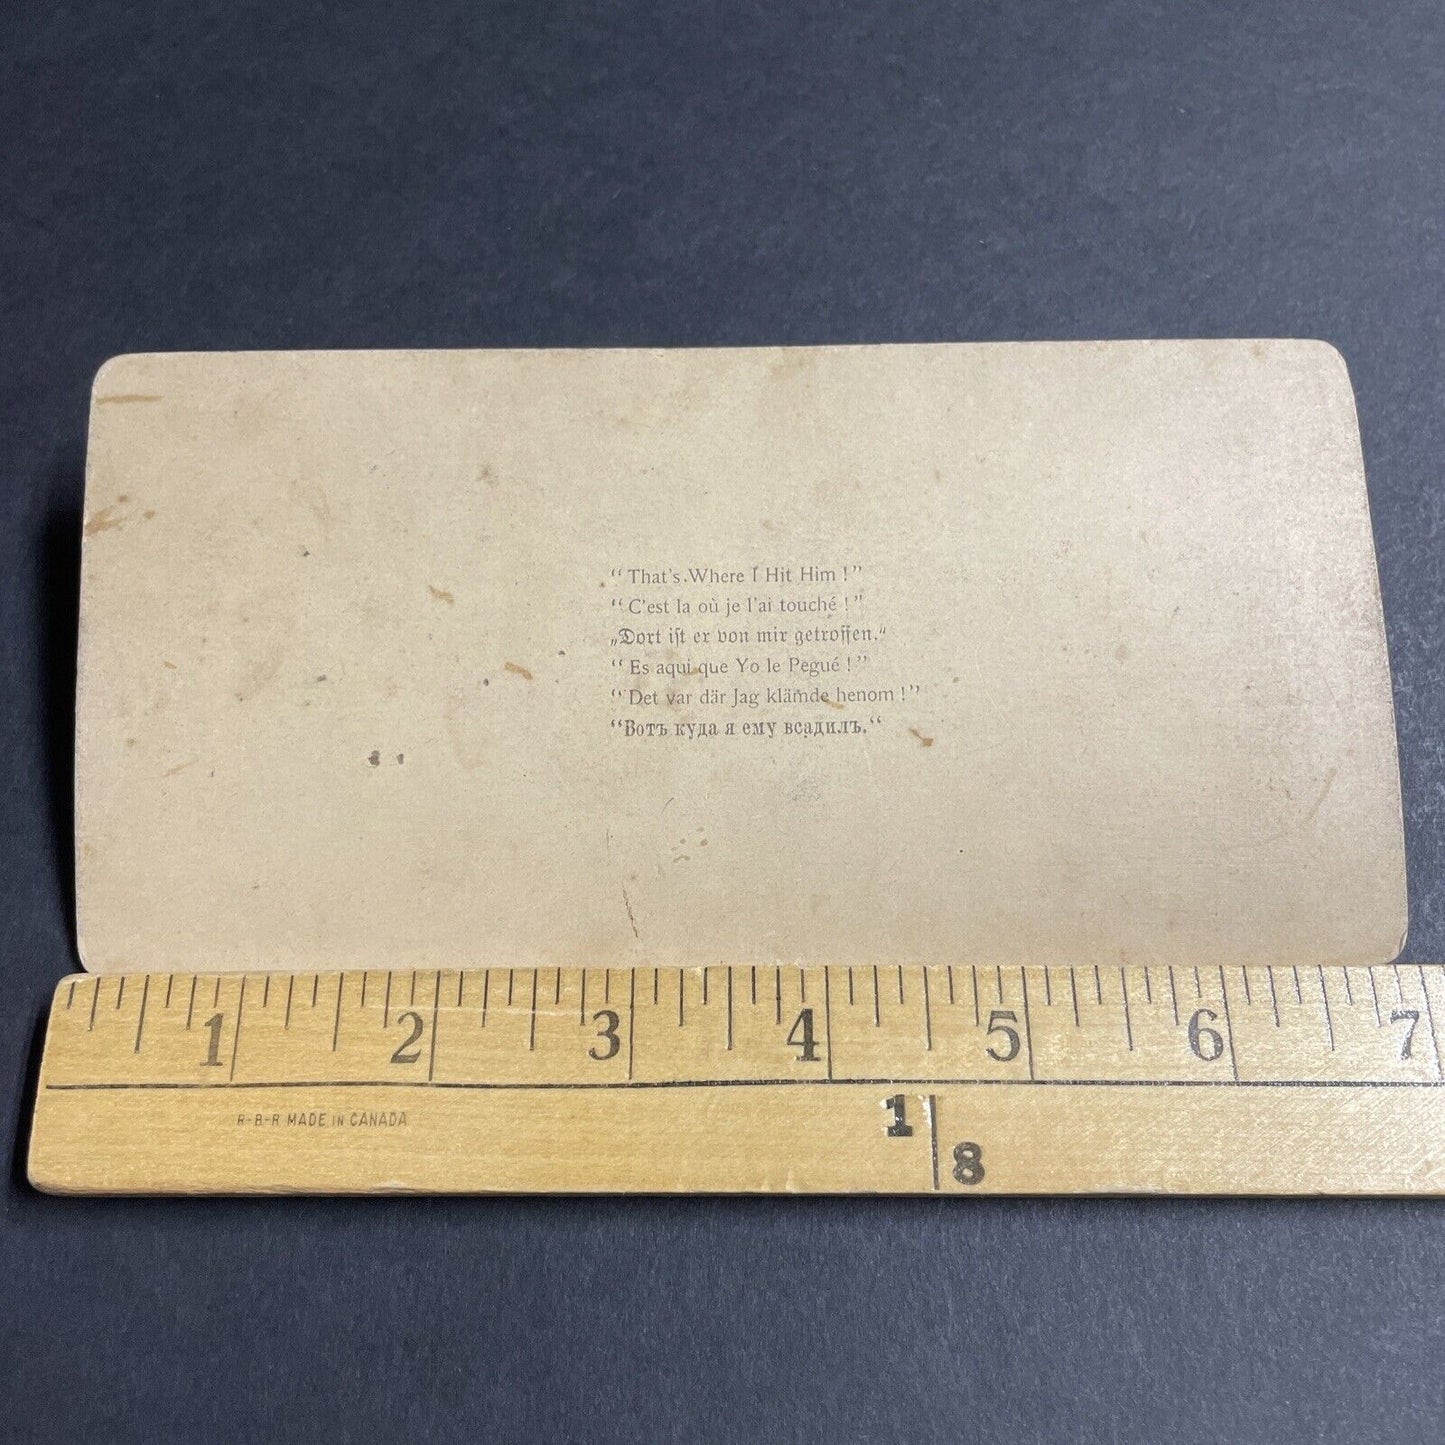 “That's Where I Hit Him!”
“C'est la où je l'ai touché!”
„Dort ist er von mir getroffen.“
“Es aqui que Yo le Pegué!”
“Det var där Jag klämde henom!”
“Вотъ куда я ему всадилъ.“
1 2 3 4 5 6 7
R-B-R MADE IN CANADA
1
8